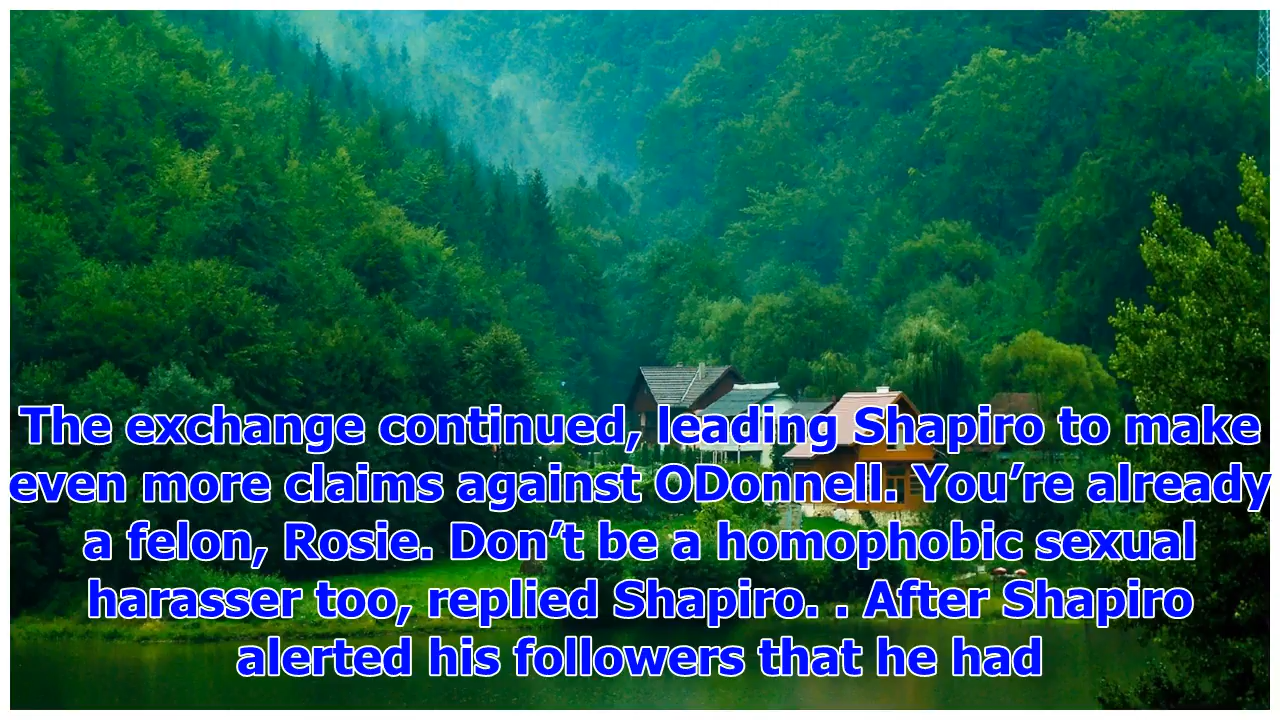 The exchange continued, leading Shapiro to make
even more claims against ODonnell. You’re already
a felon, Rosie. Don’t be a homophobic sexual
harasser too, replied Shapiro. . After Shapiro
alerted his followers that he had